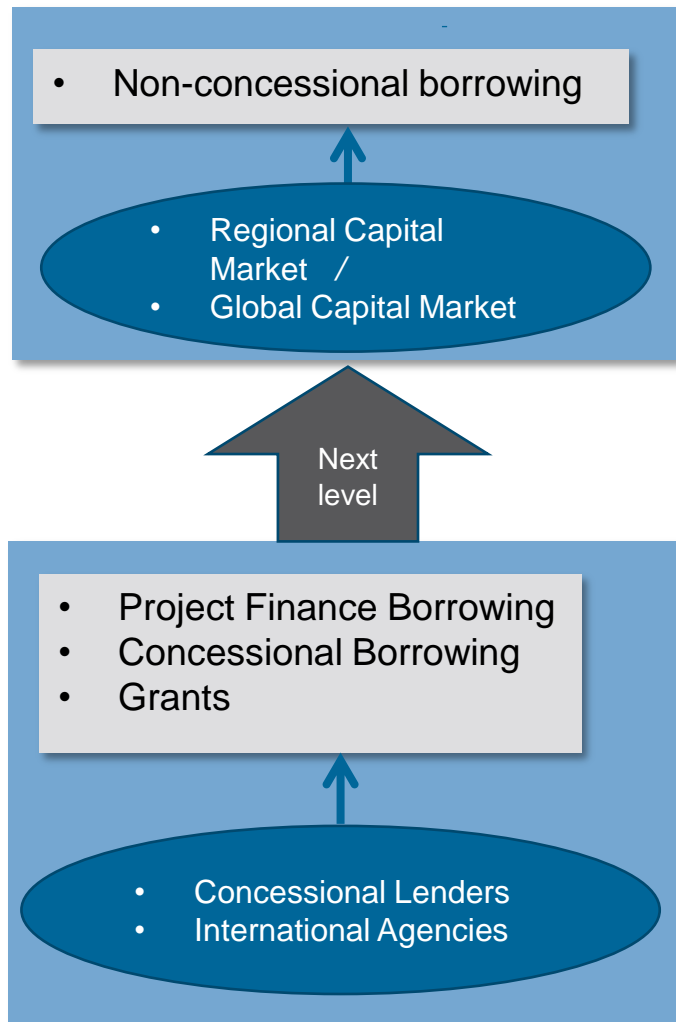 -
• Non-concessional borrowing
• Regional Capital
Market /
• Global Capital Market
Next
level
• Project Finance Borrowing
• Concessional Borrowing
• Grants
• Concessional Lenders
• International Agencies